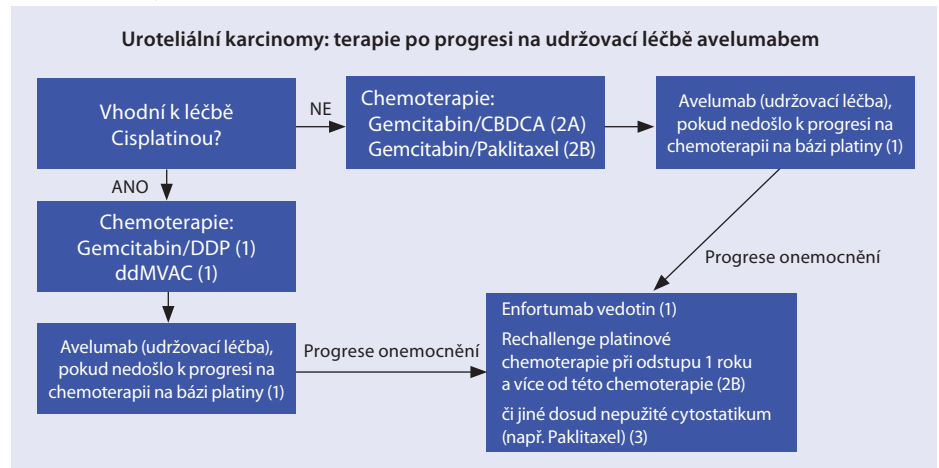 Uroteliální karcinomy: terapie po progresi na udržovací léčbě avelumabem
Vhodní k léčbě
Cisplatinou?
NE
Chemoterapie:
Gemcitabin/CBDCA (2A)
Gemcitabin/Paklitaxel (2B)
Avelumab (udržovací léčba),
pokud nedošlo k progresi na
chemoterapii na bázi platiny (1)
ANO
Chemoterapie:
Gemcitabin/DDP (1)
ddMVAC (1)
Progrese onemocnění
Avelumab (udržovací léčba),
pokud nedošlo k progresi na
chemoterapii na bázi platiny (1)
Progrese onemocnění
Enfortumab vedotin (1)
Rechallenge platinové
chemoterapie při odstupu 1 roku
a více od této chemoterapie (2B)
či jiné dosud nepužité cytostatikum
(např. Paklitaxel) (3)